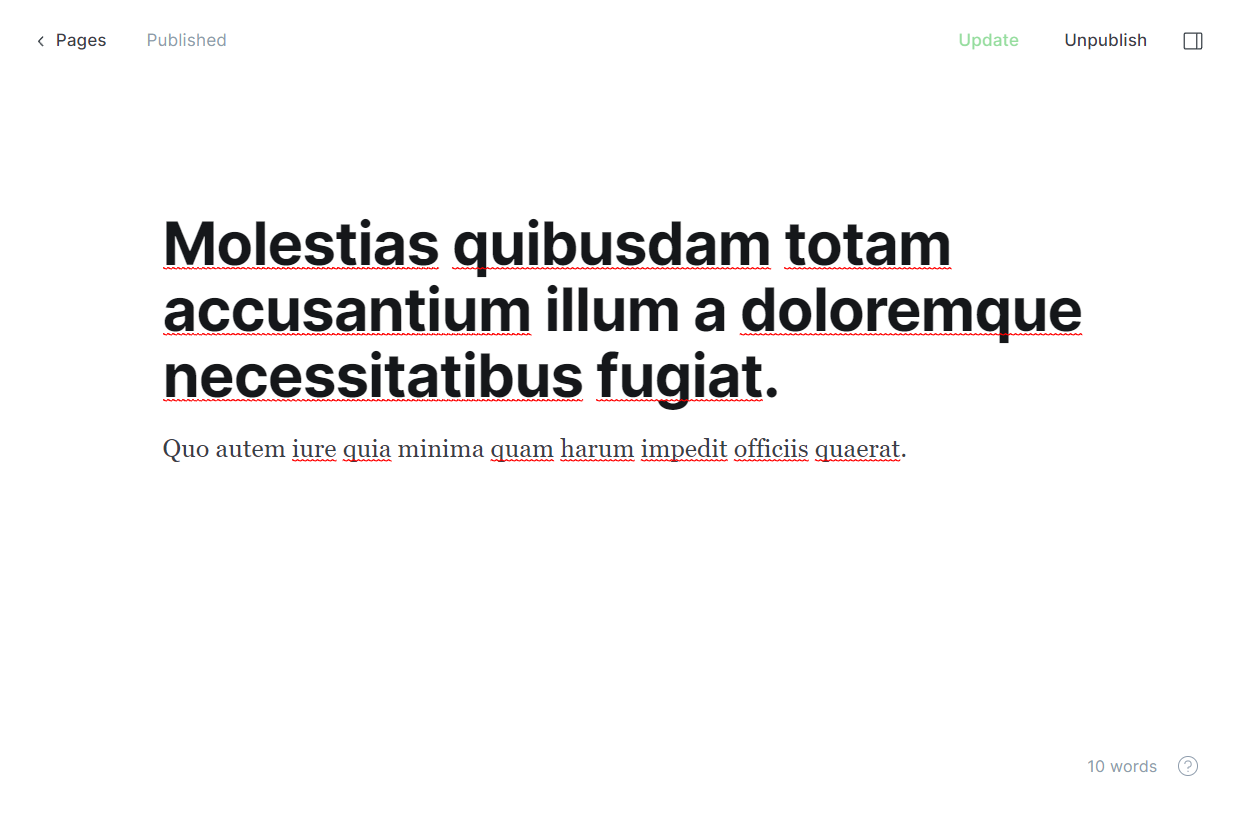 Pages
Published
Update
Unpublish
Molestias quibusdam totam
accusantium illum a doloremque
necessitatibus fugiat.
Quo autem iure quia minima quam harum impedit officiis quaerat.
10 words
?